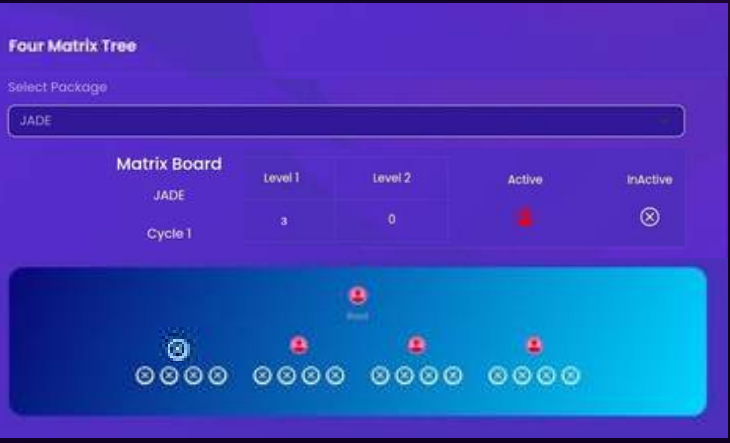 Four Matrix Tree
Select Package
JADE
Matrix Board
Level 1
Level 2
Active
InActive
JADE
3
0
Cycle 1